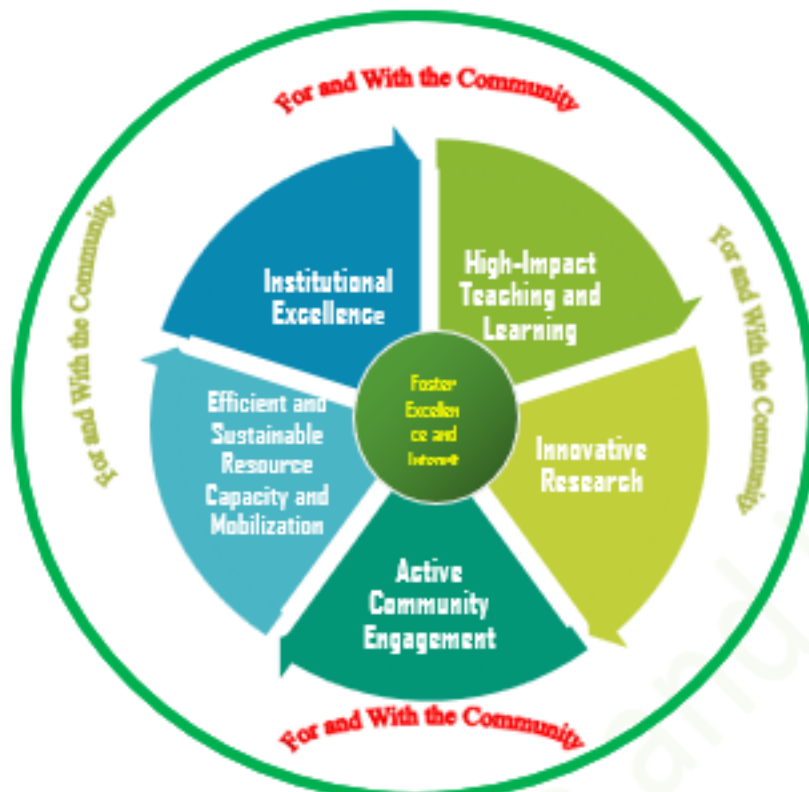 For and With the Community
For and With the Community
For and With the Community
Institutional
Excellence
High-Impact
Teaching and
Learning
Foster
Excellen
ce and
Efficient and
Sustainable
Resource
Capacity and
Mobilization
Innovative
Research
Active
Community
Engagement
For and With the Community